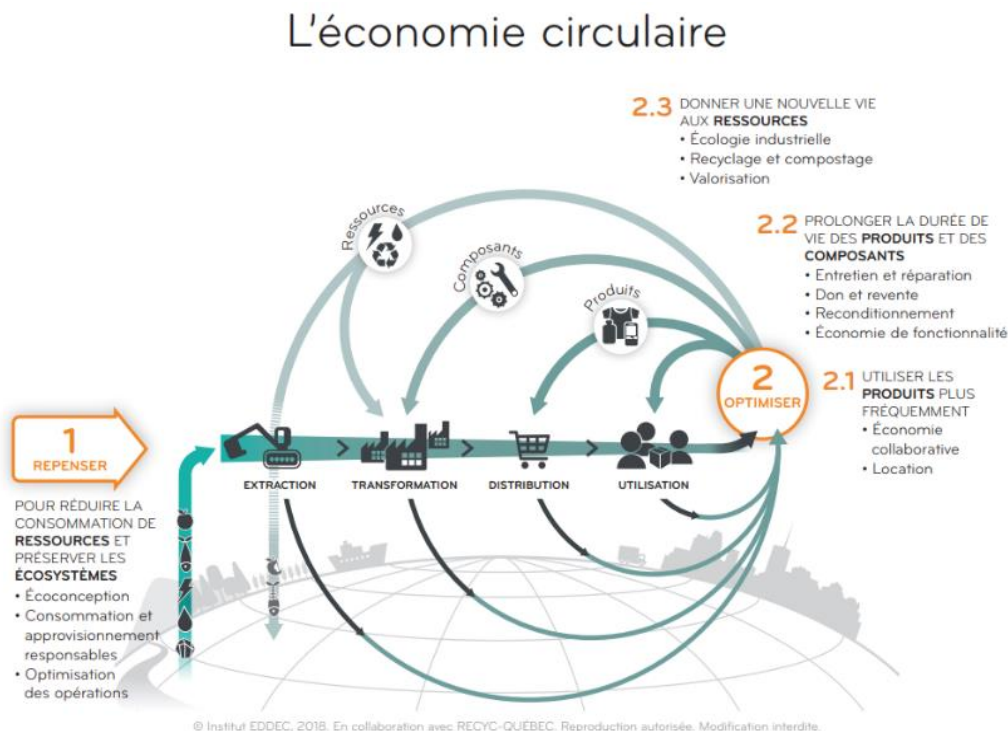 L'économie circulaire
2.3 DONNER UNE NOUVELLE VIE
AUX RESSOURCES
• Écologie industrielle
• Recyclage et compostage
• Valorisation
2.2 PROLONGER LA DURÉE DE
VIE DES PRODUITS ET DES
COMPOSANTS
• Entretien et réparation
• Don et revente
• Reconditionnement
• Économie de fonctionnalité
2.1 UTILISER LES
PRODUITS PLUS
FRÉQUEMMENT
• Économie
collaborative
• Location
Ressources
Composants
Produits
2
OPTIMISER
1
REPENSER
EXTRACTION
TRANSFORMATION
DISTRIBUTION
UTILISATION
POUR RÉDUIRE LA
CONSOMMATION DE
RESSOURCES ET
PRÉSERVER LES
ÉCOSYSTÈMES
• Écoconception
• Consommation et
approvisionnement
responsables
• Optimisation
des opérations
© Institut EDDEC, 2018. En collaboration avec RECYC-QUÉBEC. Reproduction autorisée. Modification interdite.